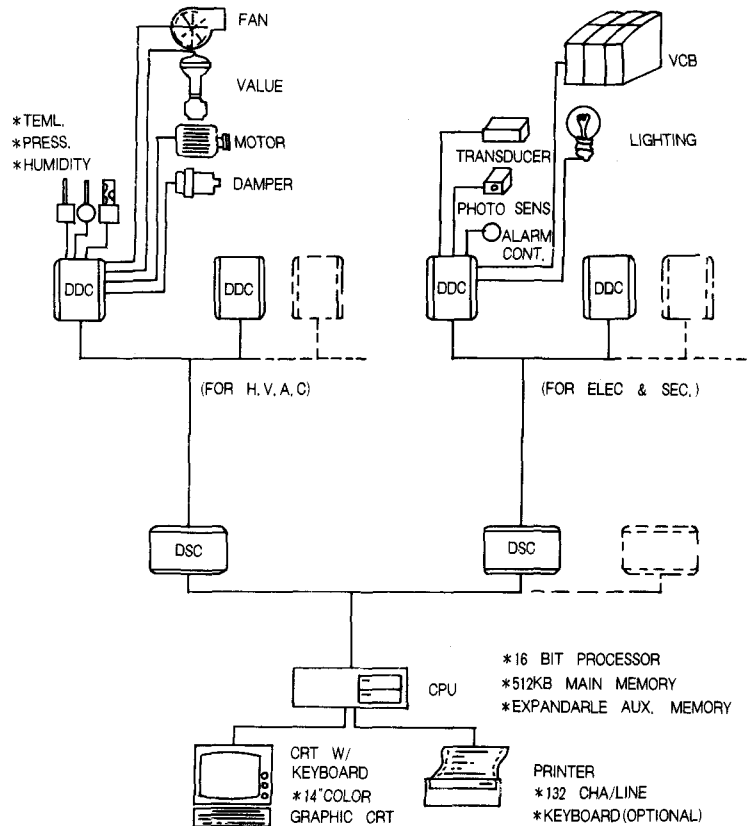 FAN
VALUE
*TEML.
*PRESS.
*HUMIDITY
MOTOR
DAMPER
VCB
LIGHTING
TRANSDUCER
PHOTO SENS
ALARM
CONT.
DDC
DDC
DDC
DDC
(FOR H.V.A.C)
(FOR ELEC & SEC.)
DSC
DSC
CPU
*16 BIT PROCESSOR
*512KB MAIN MEMORY
*EXPANDARLE AUX. MEMORY
CRT W/
KEYBOARD
*14"COLOR
GRAPHIC CRT
PRINTER
*132 CHA/LINE
*KEYBOARD(OPTIONAL)